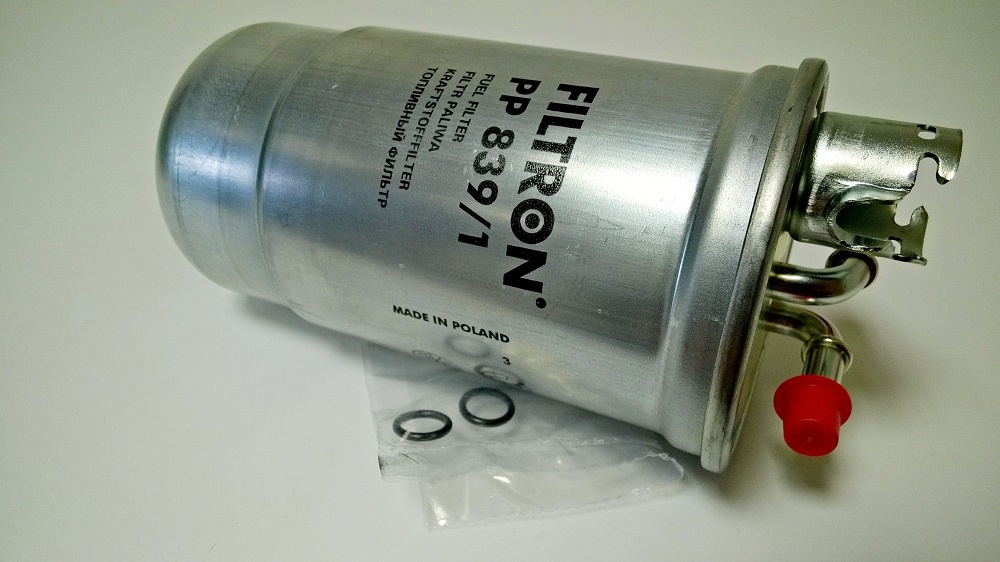 FILTRON
PP 839/1
FUEL FILTER
FILTR PALIWA
KRAFTSTOFFFILTER
ТОПЛИВНЫЙ ФИЛЬТР
MADE IN POLAND
3